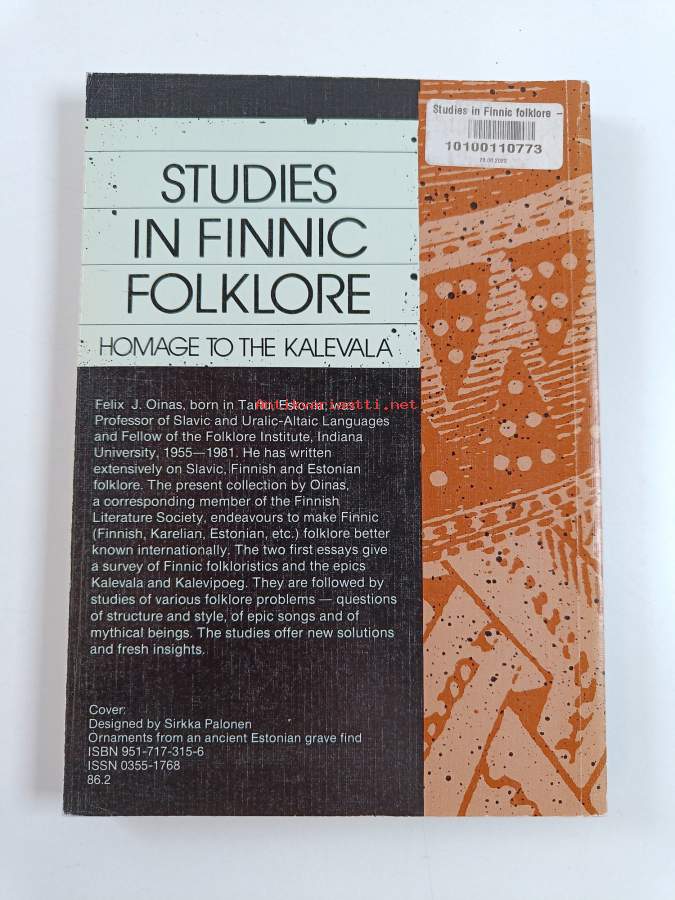 Studies in Finnic folklore –
10100110773
STUDIES
IN FINNIC
FOLKLORE
HOMAGE TO THE KALEVALA
Felix J. Oinas, born in Tartu, Estonia, was
Professor of Slavic and Uralic-Altaic Languages
and Fellow of the Folklore Institute, Indiana
University, 1955—1981. He has written
extensively on Slavic, Finnish and Estonian
folklore. The present collection by Oinas,
a corresponding member of the Finnish
Literature Society, endeavours to make Finnic
(Finnish, Karelian, Estonian, etc.) folklore better
known internationally. The two first essays give
a survey of Finnic folkloristics and the epics
Kalevala and Kalevipoeg. They are followed by
studies of various folklore problems — questions
of structure and style, of epic songs and of
mythical beings. The studies offer new solutions
and fresh insights.
Cover:
Designed by Sirkka Palonen
Ornaments from an ancient Estonian grave find
ISBN 951-717-315-6
ISSN 0355-1768
86.2